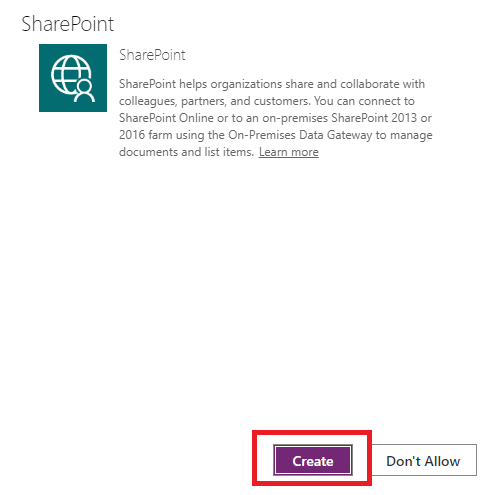 SharePoint
SharePoint
SharePoint helps organizations share and collaborate with
colleagues, partners, and customers. You can connect to
SharePoint Online or to an on-premises SharePoint 2013 or
2016 farm using the On-Premises Data Gateway to manage
documents and list items. Learn more
Create
Don't Allow